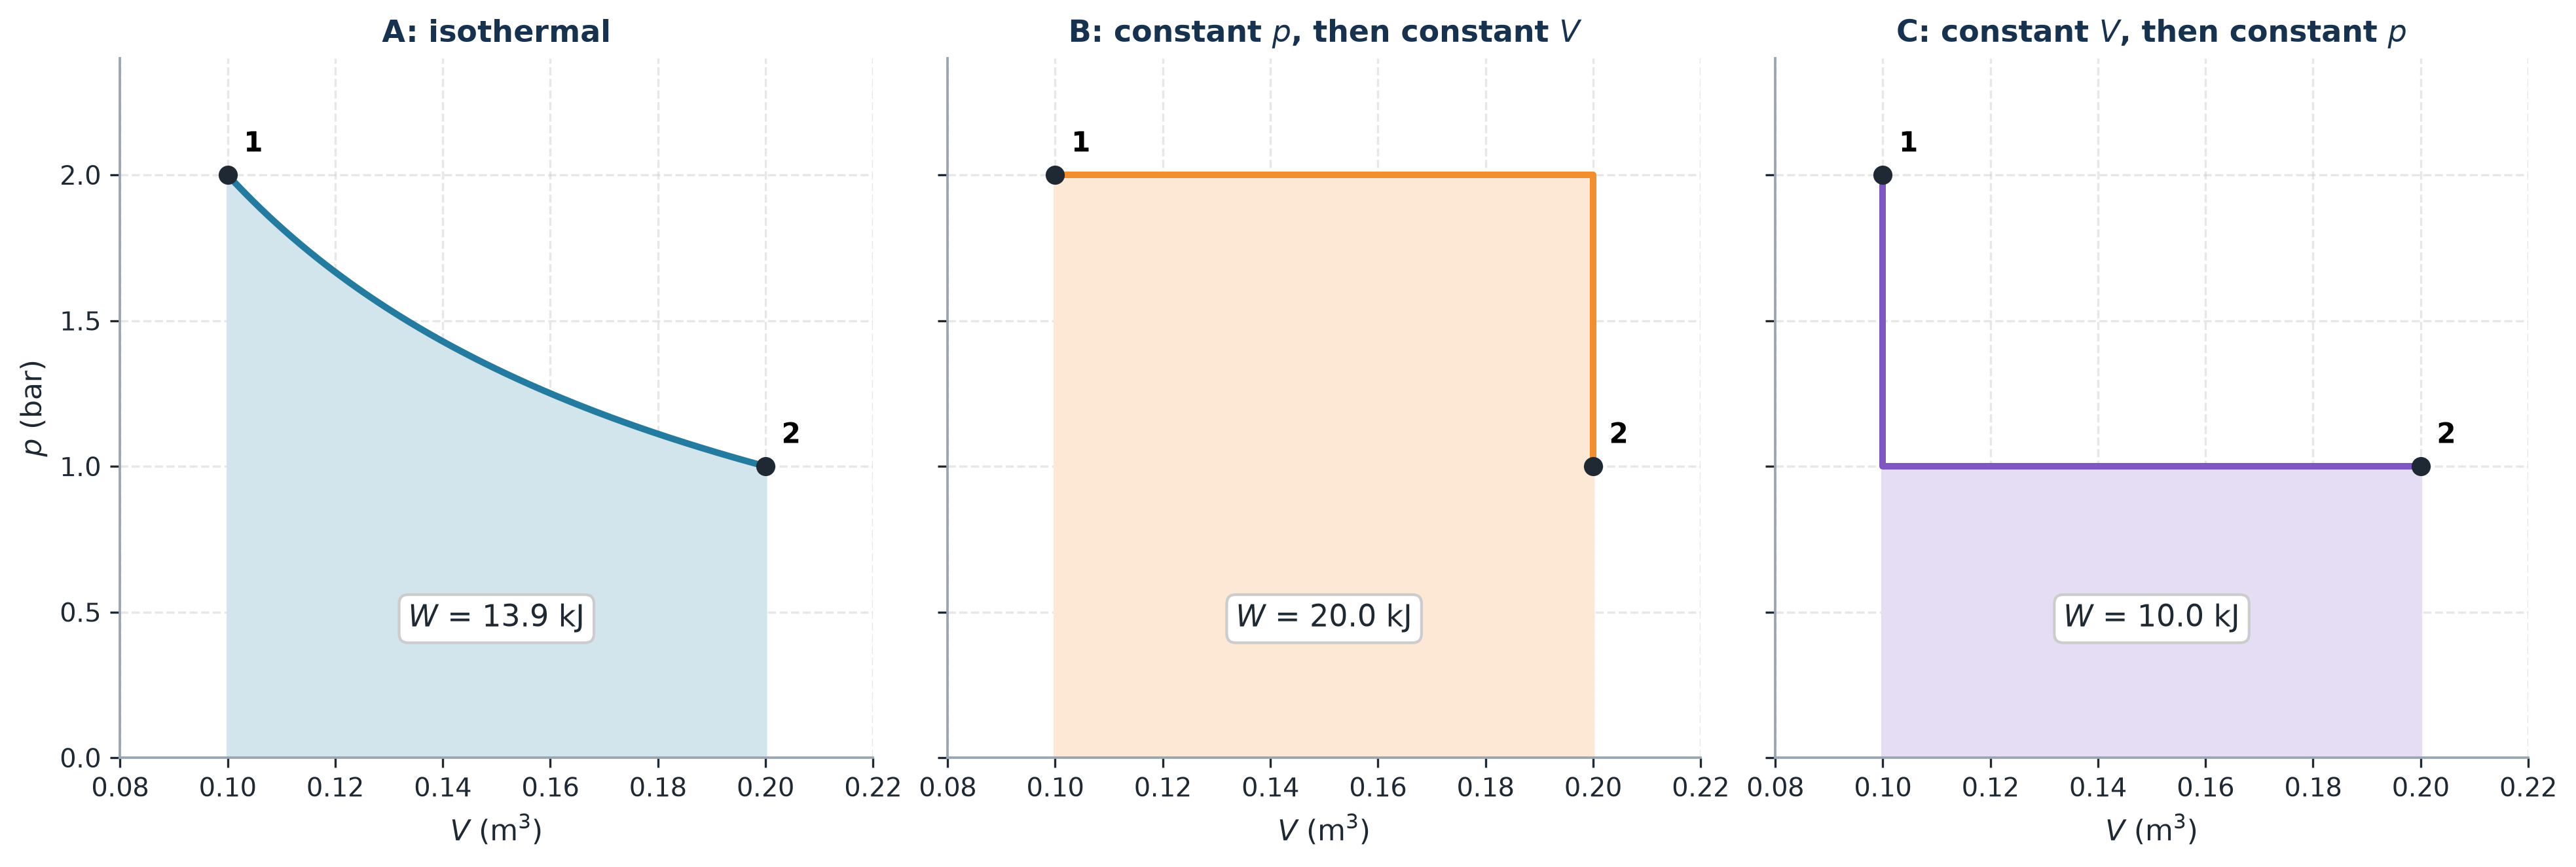 A: isothermal
B: constant p, then constant V
C: constant V, then constant p
p (bar)
2.0
1.5
1.0
0.5
0.0
1
2
W = 13.9 kJ
0.08 0.10 0.12 0.14 0.16 0.18 0.20 0.22
V (m³)
1
2
W = 20.0 kJ
0.08 0.10 0.12 0.14 0.16 0.18 0.20 0.22
V (m³)
1
2
W = 10.0 kJ
0.08 0.10 0.12 0.14 0.16 0.18 0.20 0.22
V (m³)